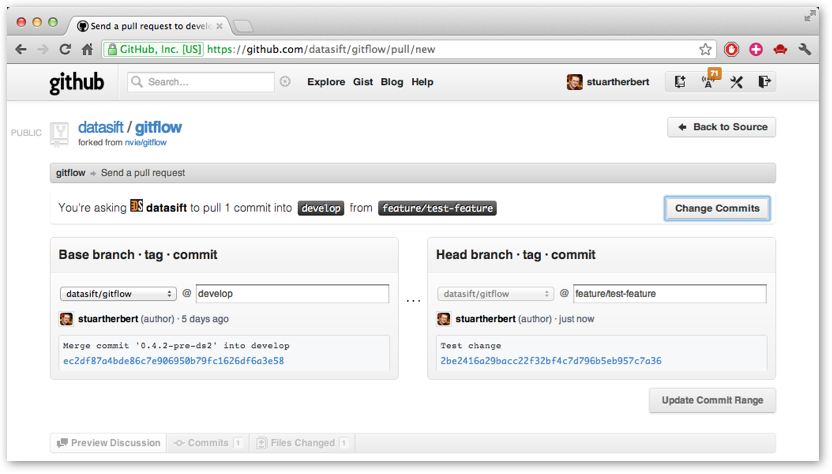 Send a pull request to develo
GitHub, Inc. [US] https://github.com/datasift/gitflow/pull/new
github Search... Explore Gist Blog Help stuartherbert 71
PUBLIC datasift / gitflow Back to Source
forked from nvie/gitflow
gitflow Send a pull request
You're asking datasift to pull 1 commit into develop from feature/test-feature Change Commits
Base branch · tag · commit
datasift/gitflow @ develop
stuartherbert (author) · 5 days ago
Merge commit '0.4.2-pre-ds2' into develop
ec2df87a4bde86c7e906950b79fc1626df6a3e58
...
Head branch · tag · commit
datasift/gitflow @ feature/test-feature
stuartherbert (author) · just now
Test change
2be2416a29bacc22f32bf4c7d796b5eb957c7a36
Update Commit Range
Preview Discussion Commits 1 Files Changed 1